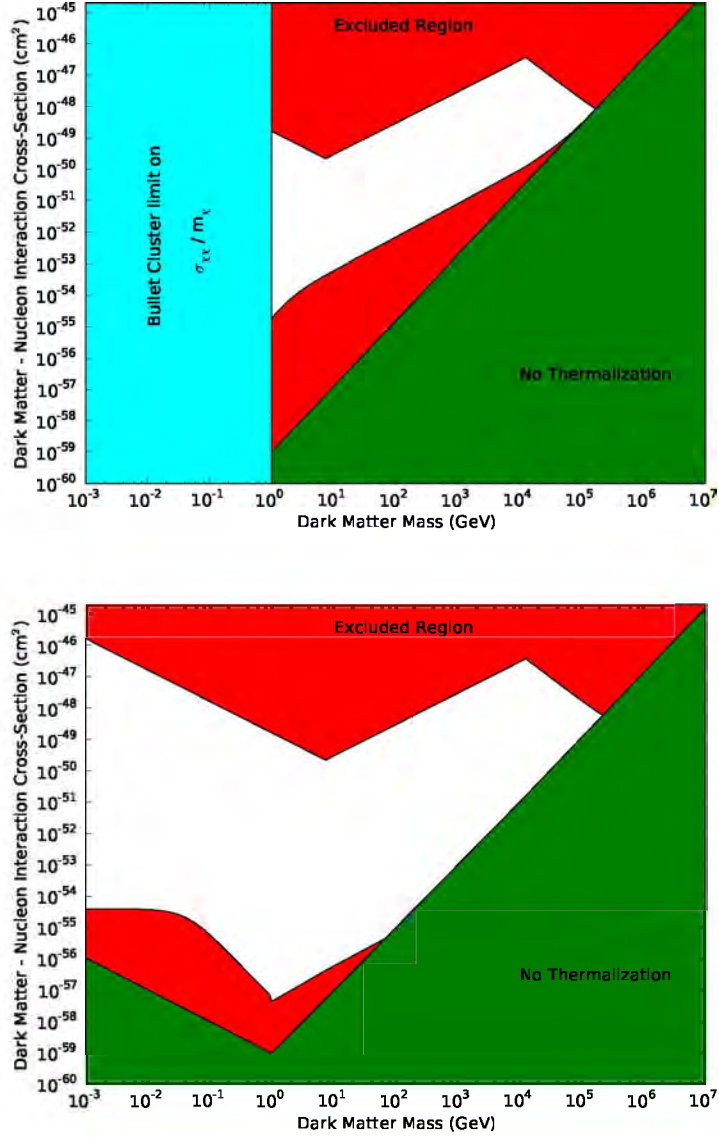 Dark Matter - Nucleon Interaction Cross-Section (cm²)
10⁻⁴⁵
10⁻⁴⁶
10⁻⁴⁷
10⁻⁴⁸
10⁻⁴⁹
10⁻⁵⁰
10⁻⁵¹
10⁻⁵²
10⁻⁵³
10⁻⁵⁴
10⁻⁵⁵
10⁻⁵⁶
10⁻⁵⁷
10⁻⁵⁸
10⁻⁵⁹
10⁻⁶⁰
Excluded Region
Bullet Cluster limit on
σχχ / mχ
No Thermalization
10⁻³ 10⁻² 10⁻¹ 10⁰ 10¹ 10² 10³ 10⁴ 10⁵ 10⁶ 10⁷
Dark Matter Mass (GeV)
Dark Matter - Nucleon Interaction Cross-Section (cm²)
10⁻⁴⁵
10⁻⁴⁶
10⁻⁴⁷
10⁻⁴⁸
10⁻⁴⁹
10⁻⁵⁰
10⁻⁵¹
10⁻⁵²
10⁻⁵³
10⁻⁵⁴
10⁻⁵⁵
10⁻⁵⁶
10⁻⁵⁷
10⁻⁵⁸
10⁻⁵⁹
10⁻⁶⁰
Excluded Region
No Thermalization
10⁻³ 10⁻² 10⁻¹ 10⁰ 10¹ 10² 10³ 10⁴ 10⁵ 10⁶ 10⁷
Dark Matter Mass (GeV)